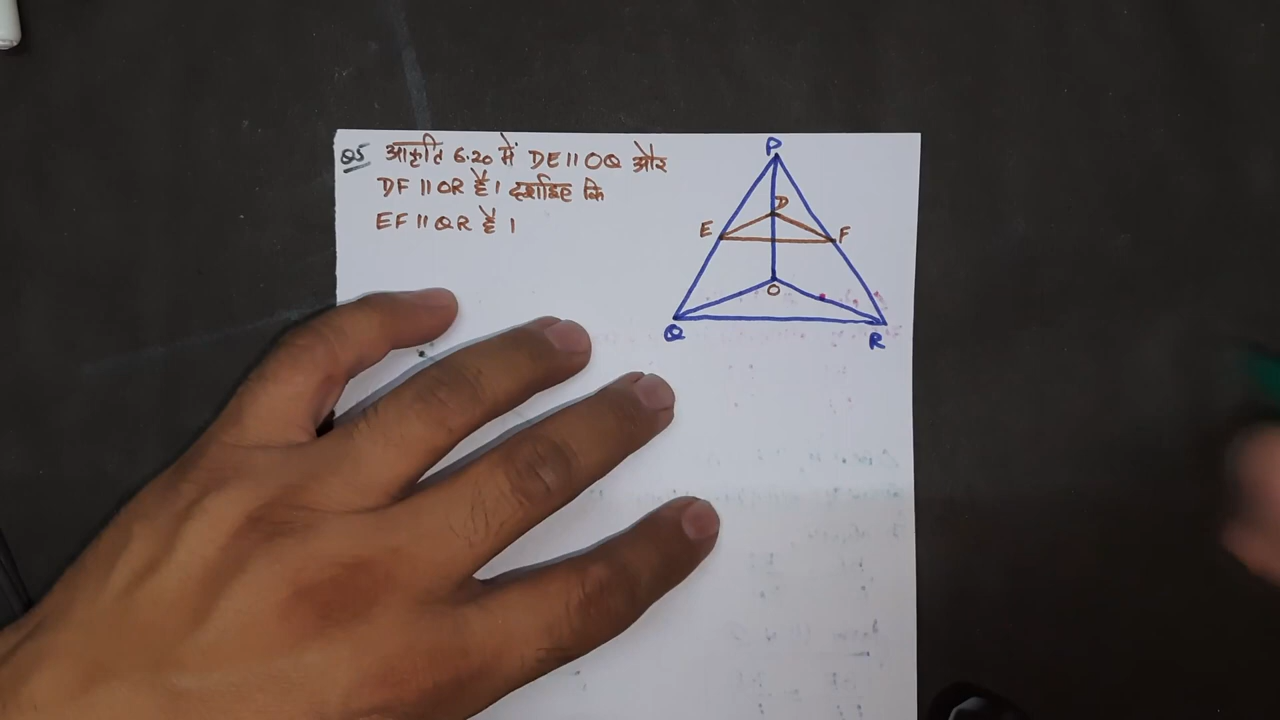 Q5 आकृति 6.20 में DE || OQ और
DF || OR है। दर्शाइए कि
EF || QR है।
P
D
E
F
O
Q
R